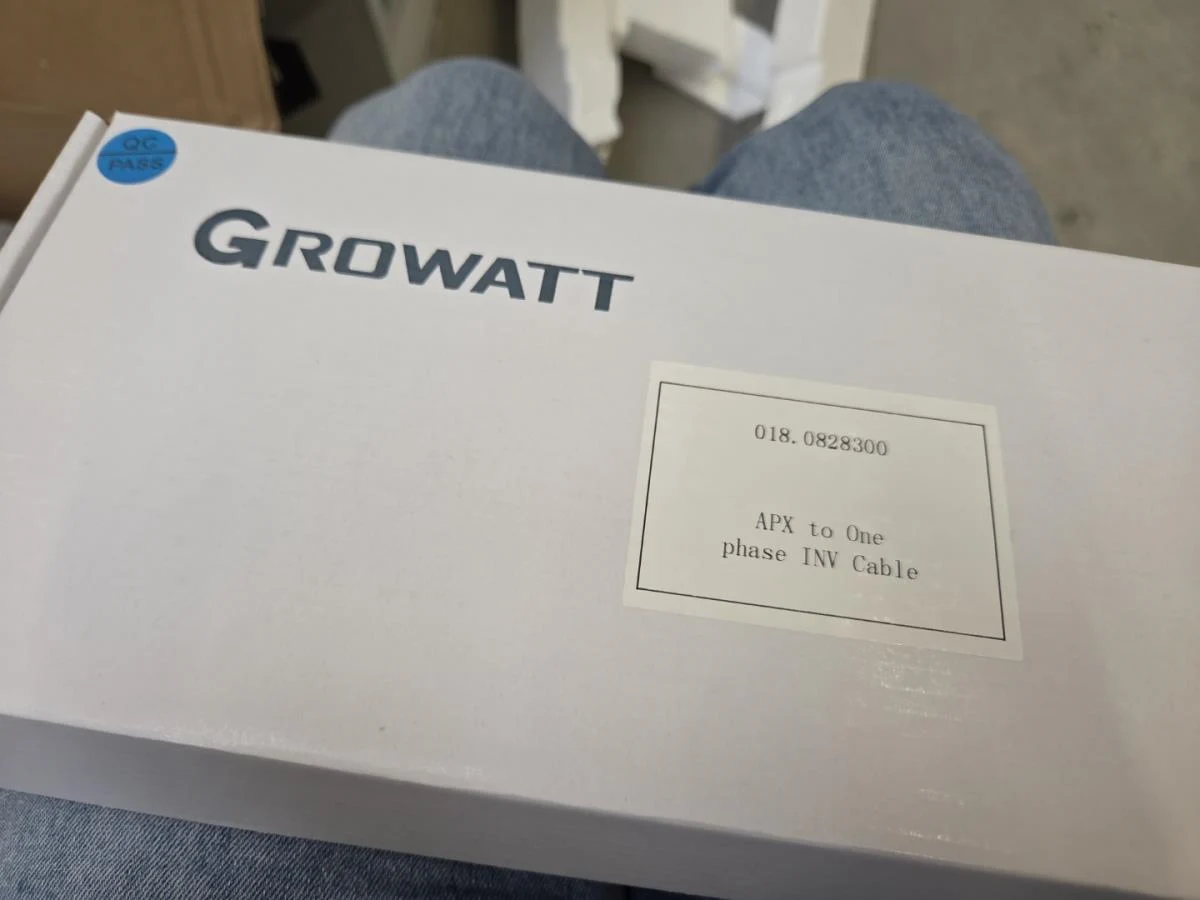 QC
PASS
GROWATT
018.0828300
APX to One
phase INV Cable